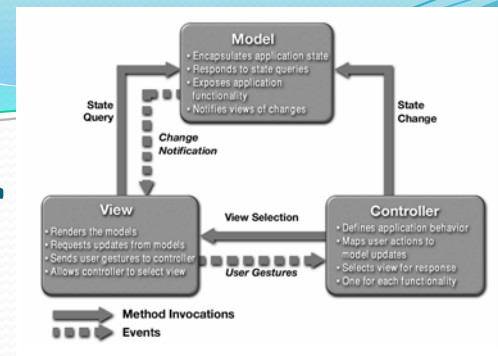 Model
• Encapsulates application state
• Responds to state queries
• Exposes application
functionality
• Notifies views of changes
State
Query
State
Change
Change
Notification
View
• Renders the models
• Requests updates from models
• Sends user gestures to controller
• Allows controller to select view
View Selection
User Gestures
Controller
• Defines application behavior
• Maps user actions to
model updates
• Selects view for response
• One for each functionality
Method Invocations
Events